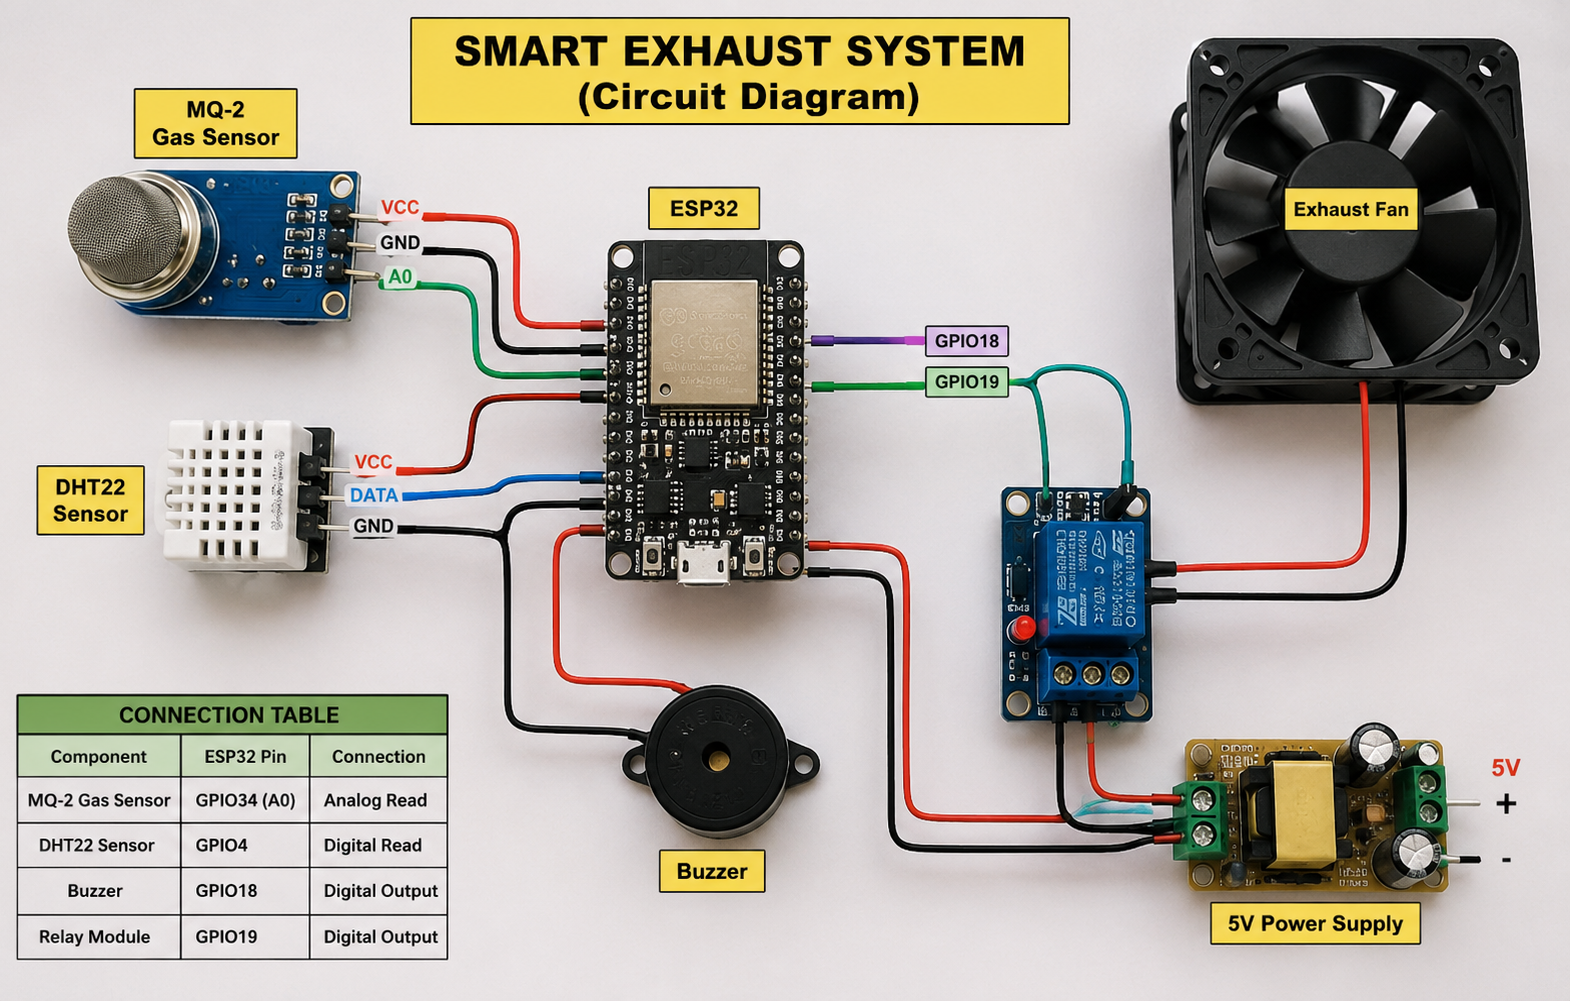 SMART EXHAUST SYSTEM
(Circuit Diagram)
MQ-2
Gas Sensor
VCC
GND
A0
ESP32
ESP32
Exhaust Fan
GPIO18
GPIO19
DHT22
Sensor
VCC
DATA
GND
Buzzer
5V
+
-
5V Power Supply
CONNECTION TABLE
Component ESP32 Pin Connection
MQ-2 Gas Sensor GPIO34 (A0) Analog Read
DHT22 Sensor GPIO4 Digital Read
Buzzer GPIO18 Digital Output
Relay Module GPIO19 Digital Output